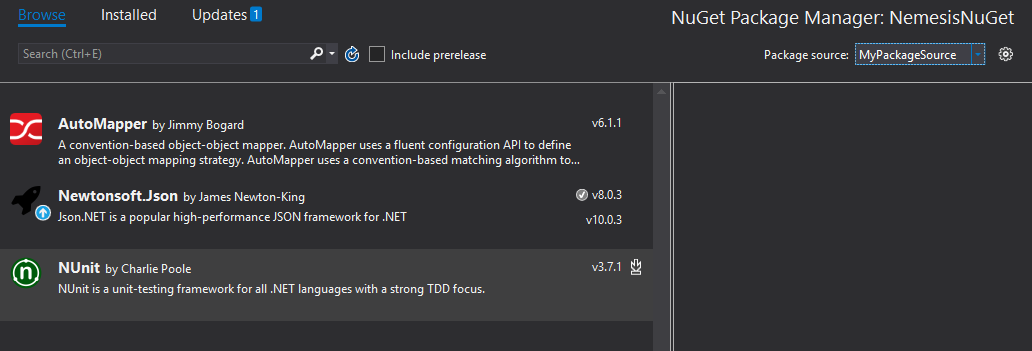 Browse Installed Updates 1
NuGet Package Manager: NemesisNuGet
Search (Ctrl+E) Include prerelease
Package source: MyPackageSource
AutoMapper by Jimmy Bogard v6.1.1
A convention-based object-object mapper. AutoMapper uses a fluent configuration API to define
an object-object mapping strategy. AutoMapper uses a convention-based matching algorithm to...
Newtonsoft.Json by James Newton-King v8.0.3
Json.NET is a popular high-performance JSON framework for .NET v10.0.3
n
NUnit by Charlie Poole v3.7.1
NUnit is a unit-testing framework for all .NET languages with a strong TDD focus.